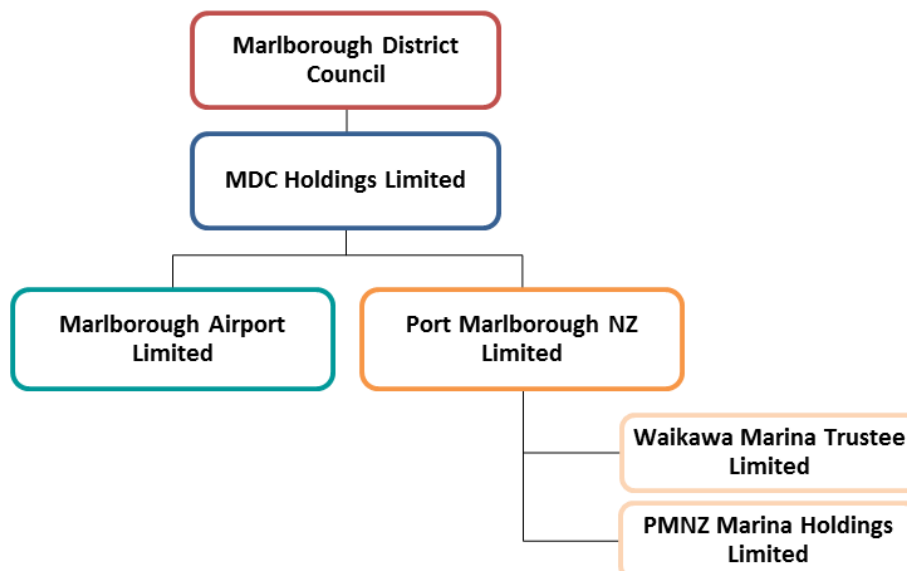 Marlborough District
Council
MDC Holdings Limited
Marlborough Airport
Limited
Port Marlborough NZ
Limited
Waikawa Marina Trustee
Limited
PMNZ Marina Holdings
Limited